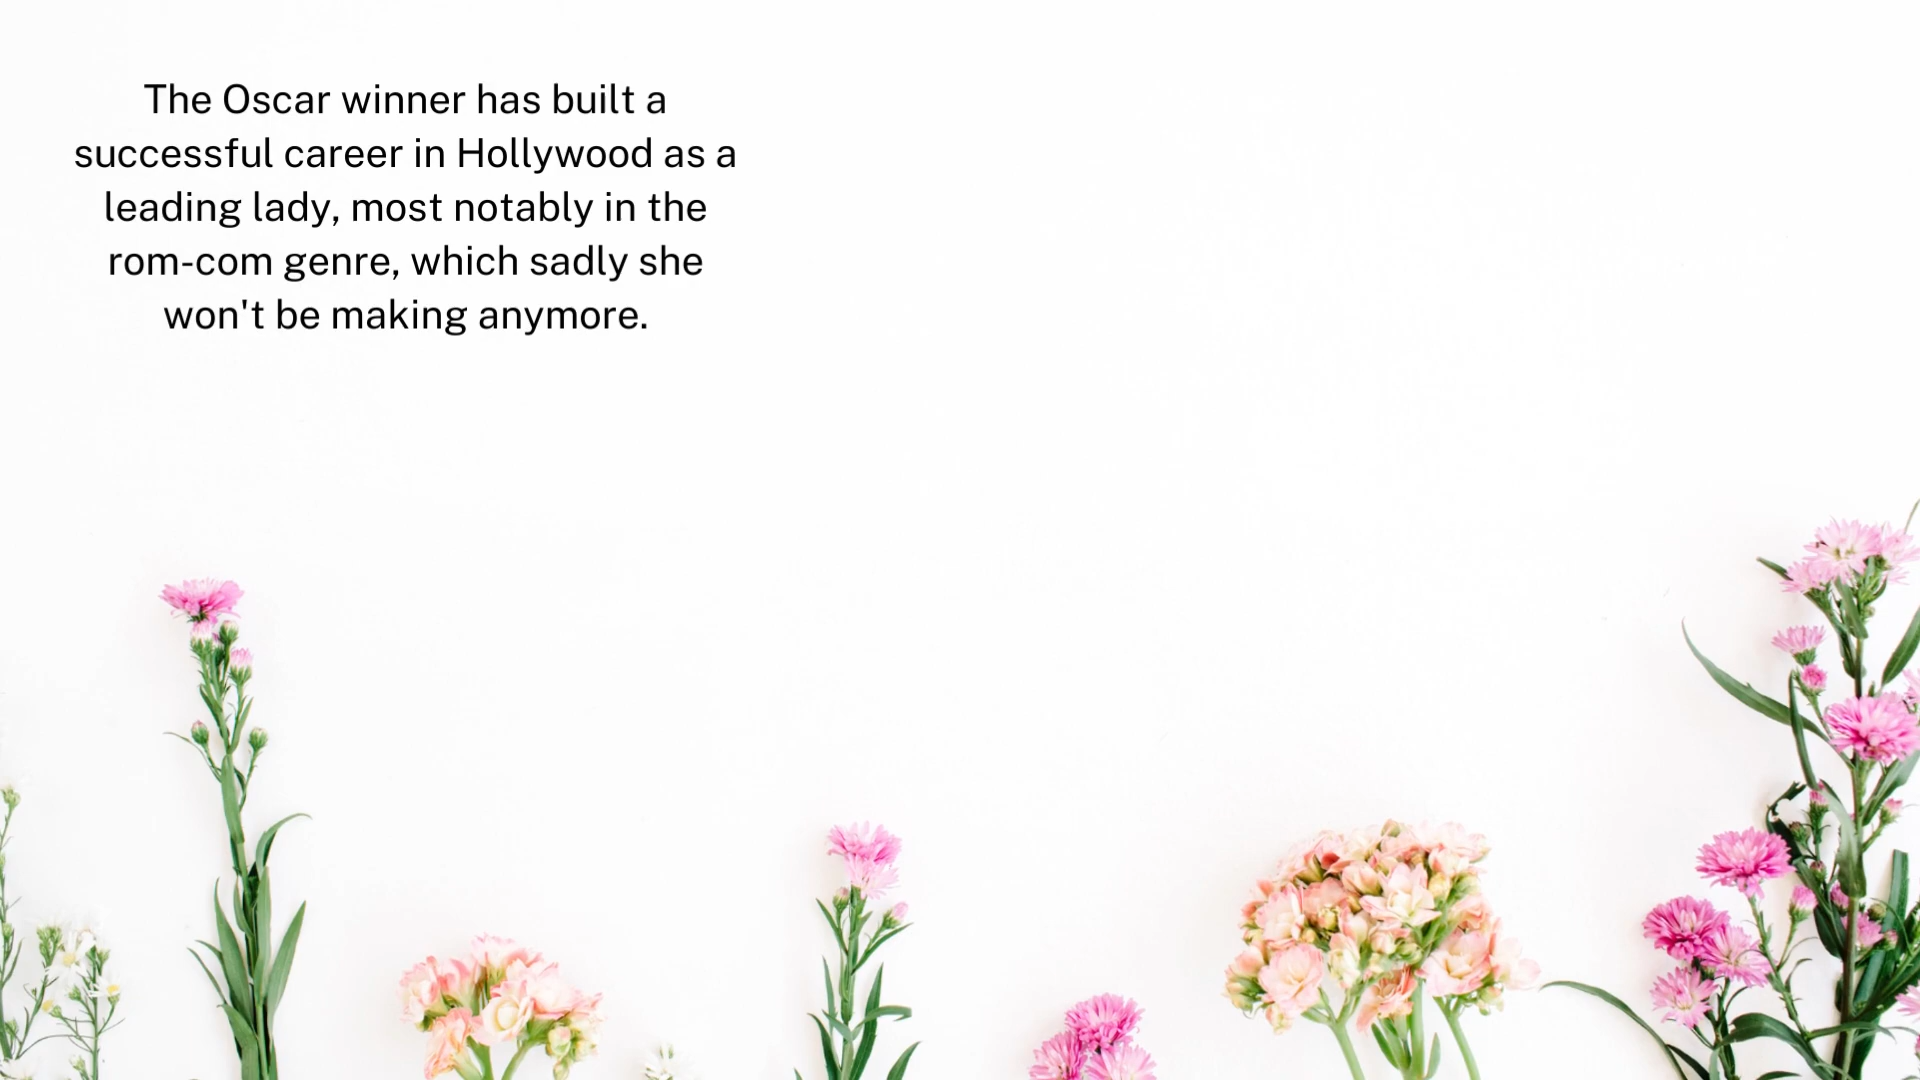 The Oscar winner has built a
successful career in Hollywood as a
leading lady, most notably in the
rom-com genre, which sadly she
won't be making anymore.